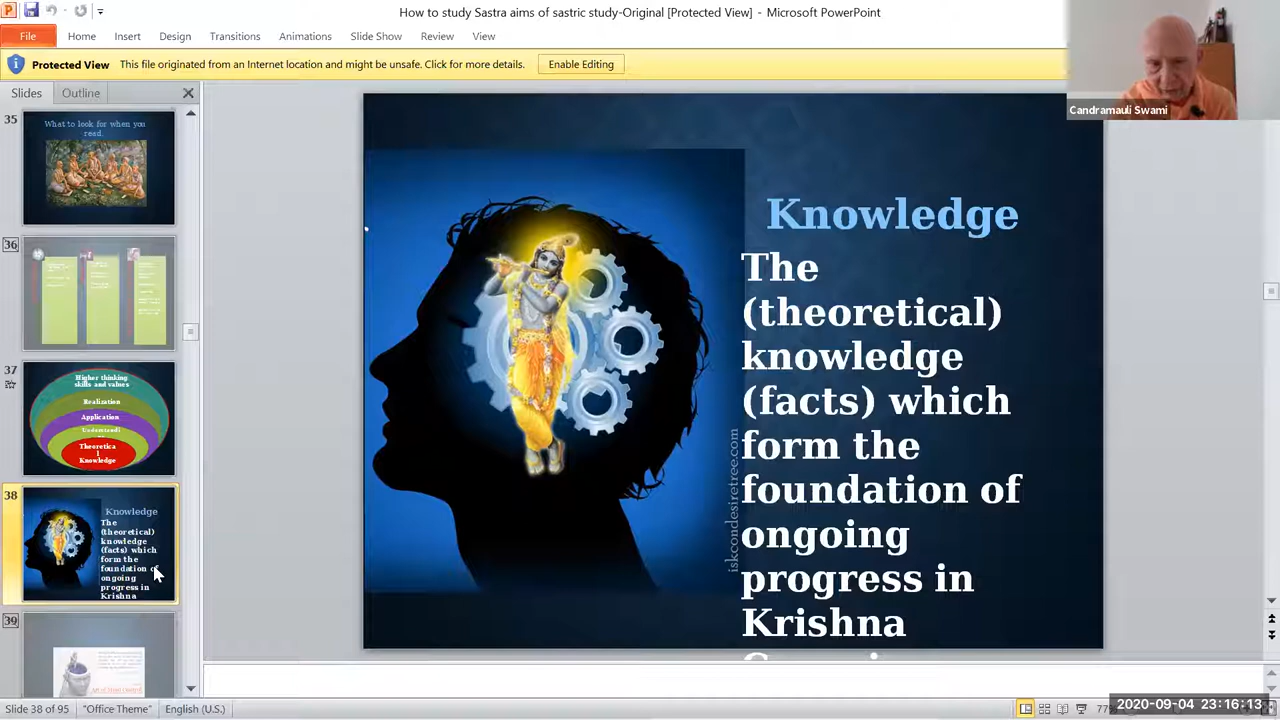 How to study Sastra aims of sastric study-Original [Protected View] - Microsoft PowerPoint
File Home Insert Design Transitions Animations Slide Show Review View
Protected View This file originated from an Internet location and might be unsafe. Click for more details. Enable Editing
Candramauli Swami
Slides Outline
35
What to look for when you
read.
36
37
Higher thinking
skills and values
Realization
Application
Understandi
Theoretica
l
Knowledge
38
Knowledge
The
(theoretical)
knowledge
(facts) which
form the
foundation of
ongoing
progress in
Krishna
39
Knowledge
The
(theoretical)
knowledge
(facts) which
form the
foundation of
ongoing
progress in
Krishna
iskcondesiretree.com
Slide 38 of 95 "Office Theme" English (U.S.)
2020-09-04 23:16:13